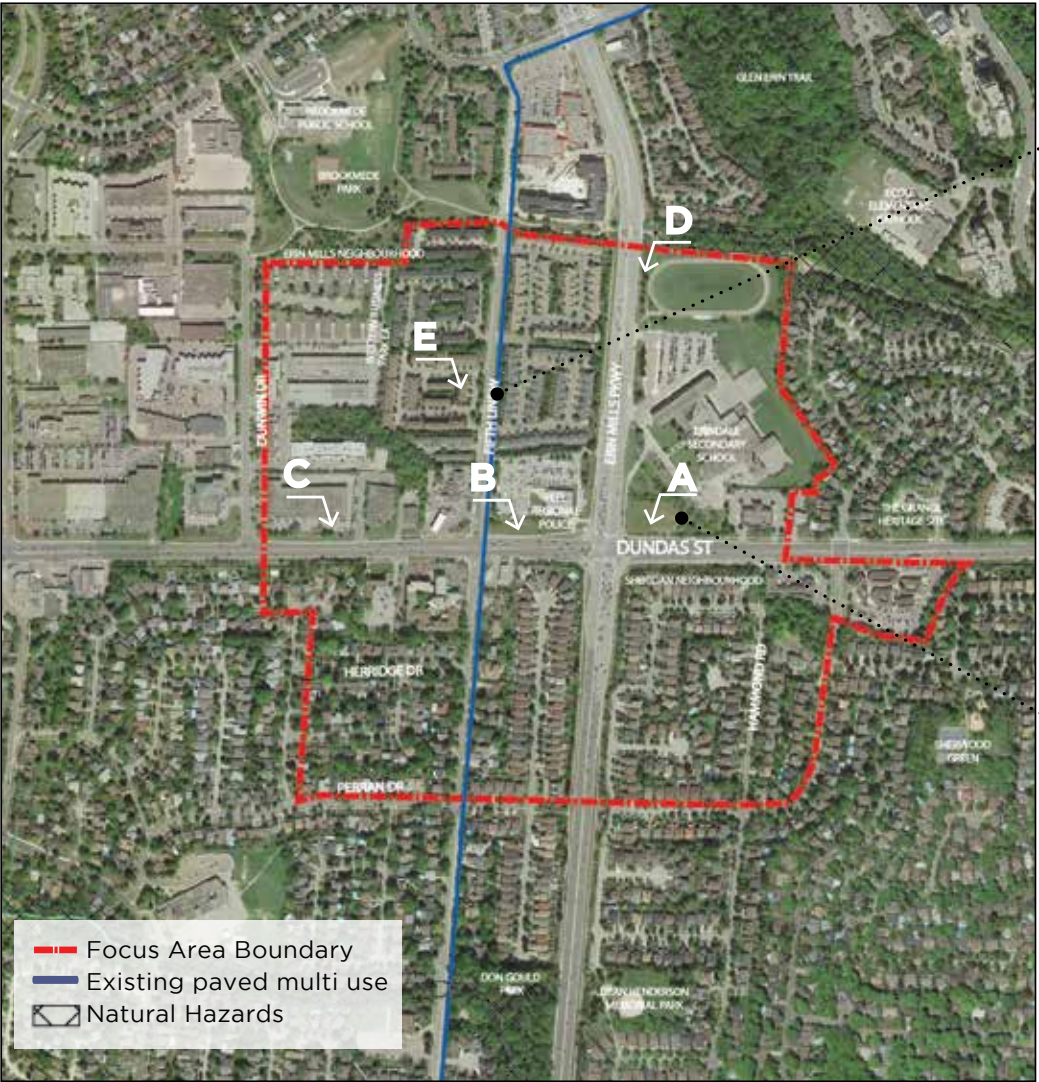 GLEN ERIN TRAIL
BROOKMEDE
PUBLIC SCHOOL
BROOKMEDE
PARK
ELEMENTARY
D
ERIN MILLS NEIGHBOURHOOD
E
DUNWIN DR
ERIN MILLS PKWY
ERINDALE
SECONDARY
SCHOOL
C
B
A
REGIONAL
POLICE
THE GRANGE
HERITAGE SITE
DUNDAS ST
SHERIDAN NEIGHBOURHOOD
HERRIDGE DR
HAMMOND RD
SHERWOOD
GREEN
PERRAN DR
Focus Area Boundary
Existing paved multi use
Natural Hazards
DON GOULD
PARK
DEAN HENDERSON
MEMORIAL PARK